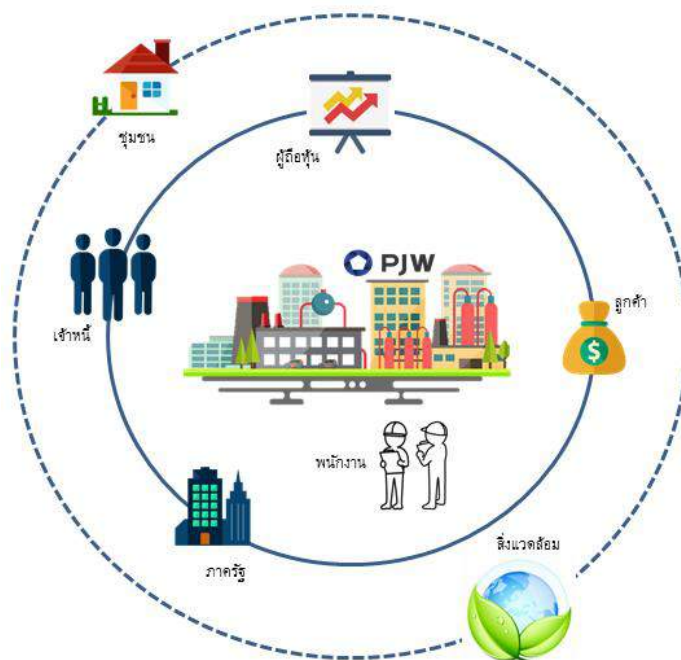 ชุมชน
ผู้ถือหุ้น
PJW
ลูกค้า
เจ้าหนี้
พนักงาน
สิ่งแวดล้อม
ภาครัฐ
$